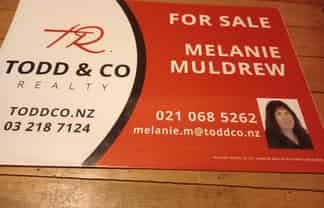 TR.
TODD & CO
REALTY
TODDCO.NZ
03 218 7124
FOR SALE
MELANIE
MULDREW
021 068 5262
melanie.m@toddco.nz